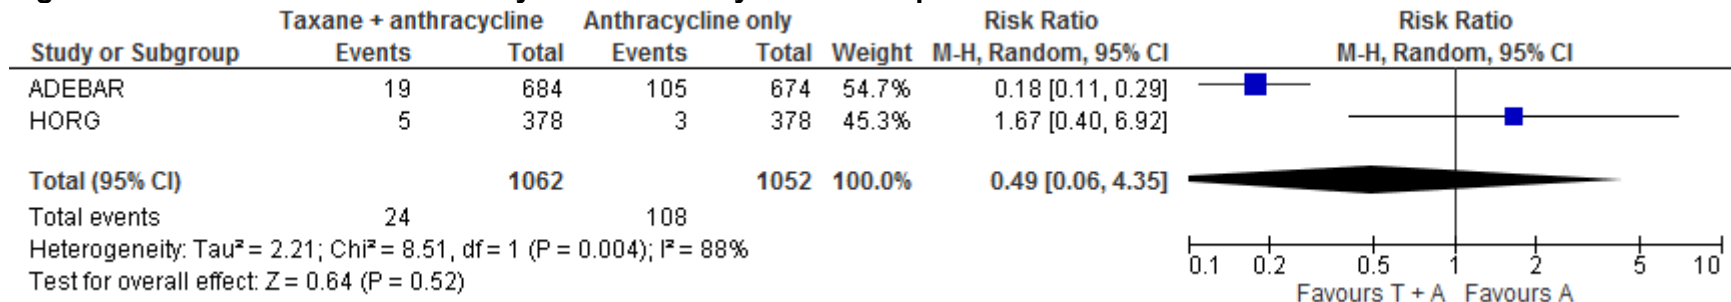 Taxane + anthracycline Anthracycline only Risk Ratio Risk Ratio
Study or Subgroup Events Total Events Total Weight M-H, Random, 95% CI M-H, Random, 95% CI
ADEBAR 19 684 105 674 54.7% 0.18 [0.11, 0.29]
HORG 5 378 3 378 45.3% 1.67 [0.40, 6.92]
Total (95% CI) 1062 1052 100.0% 0.49 [0.06, 4.35]
Total events 24 108
Heterogeneity: Tau² = 2.21; Chi² = 8.51, df = 1 (P = 0.004); I² = 88%
Test for overall effect: Z = 0.64 (P = 0.52)
0.1 0.2 0.5 1 2 5 10
Favours T + A Favours A